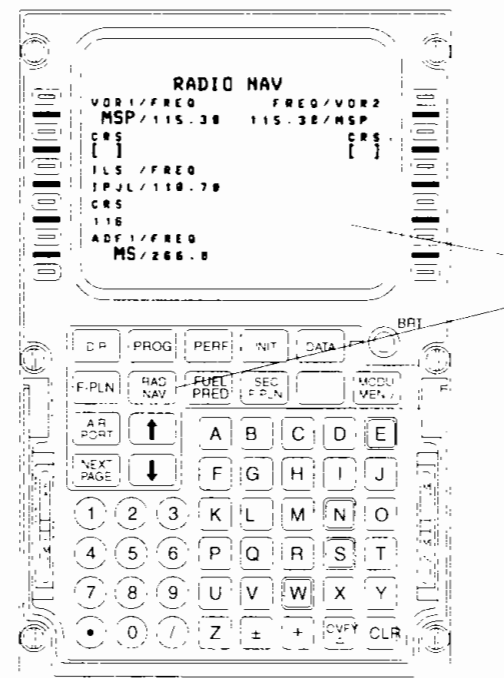 RADIO NAV
VOR1/FREQ FREQ/VOR2
MSP/115.30 115.30/MSP
CRS CRS
[ ] [ ]
ILS /FREQ
IPJL/110.70
CRS
116
ADF1/FREQ
MS/266.0
BRT
DIR PROG PERF INIT DATA
F-PLN RAD NAV FUEL PRED SEC F-PLN MCDU MENU
AIR PORT ↑ A B C D E
NEXT PAGE ↓ F G H I J
1 2 3 K L M N O
4 5 6 P Q R S T
7 8 9 U V W X Y
• 0 / Z ± + OVFY CLR